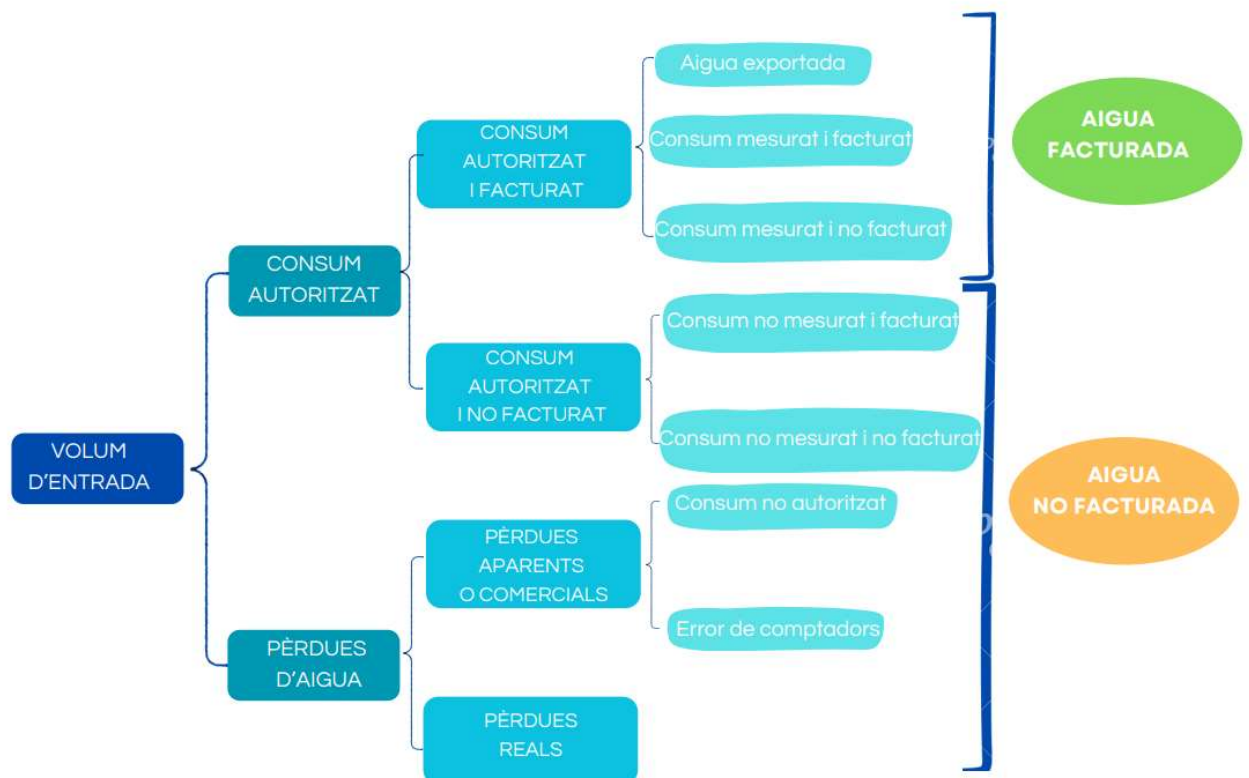 Aigua exportada
CONSUM
AUTORITZAT
I FACTURAT
Consum mesurat i facturat
Consum mesurat i no facturat
AIGUA
FACTURADA
CONSUM
AUTORITZAT
CONSUM
AUTORITZAT
I NO FACTURAT
Consum no mesurat i facturat
Consum no mesurat i no facturat
VOLUM
D'ENTRADA
AIGUA
NO FACTURADA
PÈRDUES
APARENTS
O COMERCIALS
Consum no autoritzat
Error de comptadors
PÈRDUES
D'AIGUA
PÈRDUES
REALS